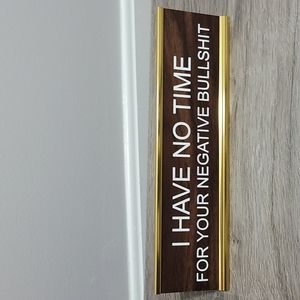 I HAVE NO TIME
FOR YOUR NEGATIVE BULLSHIT